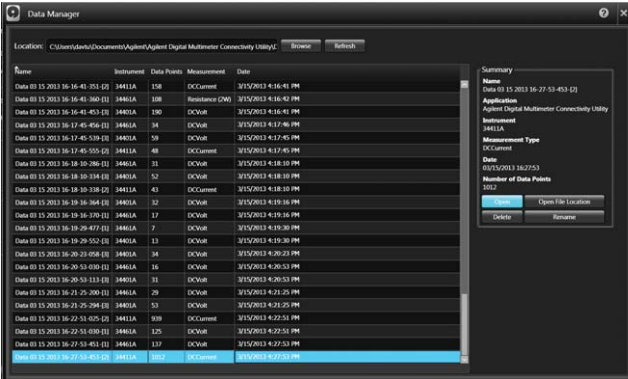 Data Manager
Location: C:\Users\davts\Documents\Agilent\Agilent Digital Multimeter Connectivity Utility\D Browse Refresh
Name Instrument Data Points Measurement Date
Data 03 15 2013 16-16-41-351-[2] 34411A 158 DCCurrent 3/15/2013 4:16:41 PM
Data 03 15 2013 16-16-41-360-[1] 34461A 108 Resistance (2W) 3/15/2013 4:16:42 PM
Data 03 15 2013 16-16-41-453-[3] 34401A 190 DCVolt 3/15/2013 4:16:41 PM
Data 03 15 2013 16-17-45-456-[1] 34461A 34 DCVolt 3/15/2013 4:17:46 PM
Data 03 15 2013 16-17-45-539-[3] 34401A 59 DCVolt 3/15/2013 4:17:45 PM
Data 03 15 2013 16-17-45-555-[2] 34411A 48 DCCurrent 3/15/2013 4:17:45 PM
Data 03 15 2013 16-18-10-286-[1] 34461A 31 DCVolt 3/15/2013 4:18:10 PM
Data 03 15 2013 16-18-10-334-[3] 34401A 52 DCVolt 3/15/2013 4:18:10 PM
Data 03 15 2013 16-18-10-338-[2] 34411A 43 DCCurrent 3/15/2013 4:18:10 PM
Data 03 15 2013 16-19-16-364-[3] 34401A 32 DCVolt 3/15/2013 4:19:16 PM
Data 03 15 2013 16-19-16-370-[1] 34461A 17 DCVolt 3/15/2013 4:19:16 PM
Data 03 15 2013 16-19-29-477-[1] 34461A 7 DCVolt 3/15/2013 4:19:30 PM
Data 03 15 2013 16-19-29-552-[3] 34401A 13 DCVolt 3/15/2013 4:19:30 PM
Data 03 15 2013 16-20-23-058-[3] 34401A 34 DCVolt 3/15/2013 4:20:23 PM
Data 03 15 2013 16-20-53-030-[1] 34461A 16 DCVolt 3/15/2013 4:20:53 PM
Data 03 15 2013 16-20-53-113-[3] 34401A 31 DCVolt 3/15/2013 4:20:53 PM
Data 03 15 2013 16-21-25-200-[1] 34461A 29 DCVolt 3/15/2013 4:21:25 PM
Data 03 15 2013 16-21-25-294-[3] 34401A 53 DCVolt 3/15/2013 4:21:25 PM
Data 03 15 2013 16-22-51-025-[2] 34411A 939 DCCurrent 3/15/2013 4:22:51 PM
Data 03 15 2013 16-22-51-030-[1] 34461A 125 DCVolt 3/15/2013 4:22:51 PM
Data 03 15 2013 16-27-53-451-[1] 34461A 137 DCVolt 3/15/2013 4:27:53 PM
Data 03 15 2013 16-27-53-453-[2] 34411A 1012 DCCurrent 3/15/2013 4:27:53 PM
Summary
Name
Data 03 15 2013 16-27-53-453-[2]
Application
Agilent Digital Multimeter Connectivity Utility
Instrument
34411A
Measurement Type
DCCurrent
Date
03/15/2013 16:27:53
Number of Data Points
1012
Open Open File Location
Delete Rename